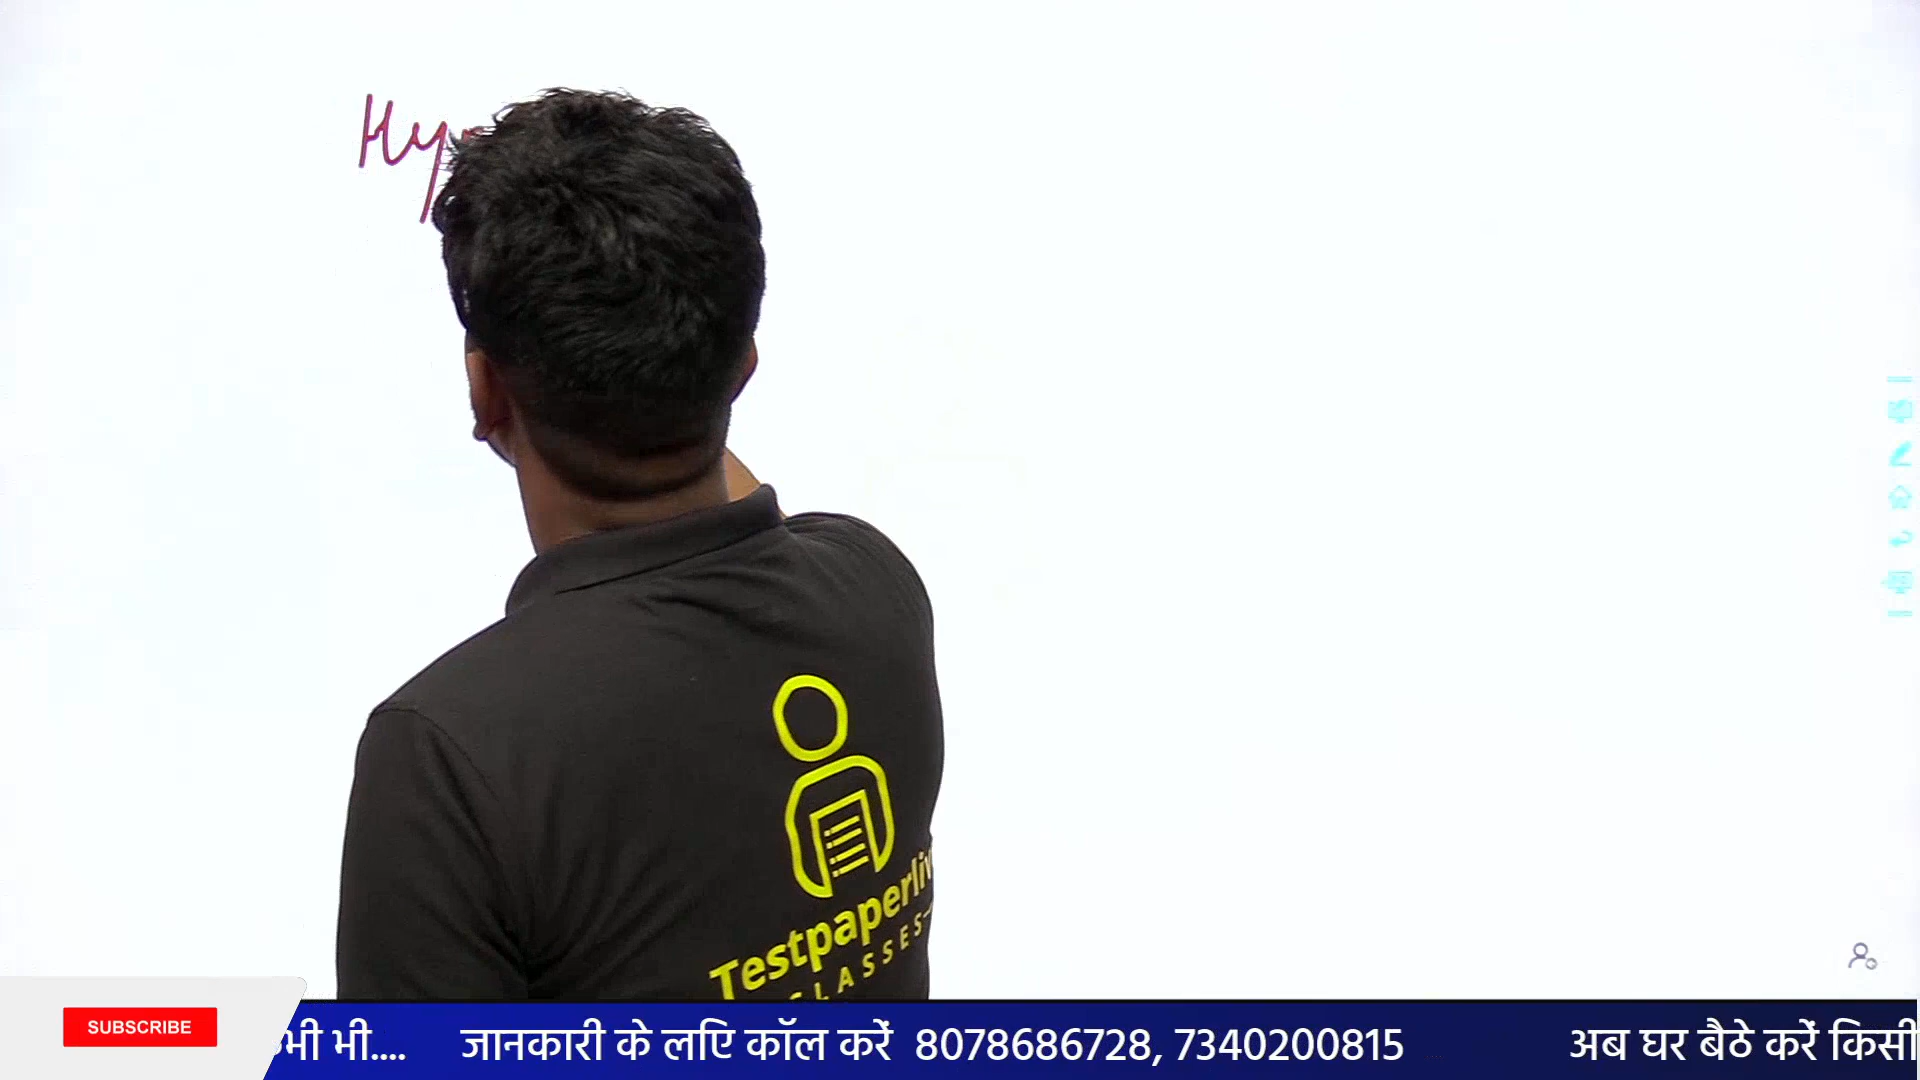 Hy
Testpaperliv
CLASSES
SUBSCRIBE
भी भी.... जानकारी के लिए कॉल करें 8078686728, 7340200815 अब घर बैठे करें किसी